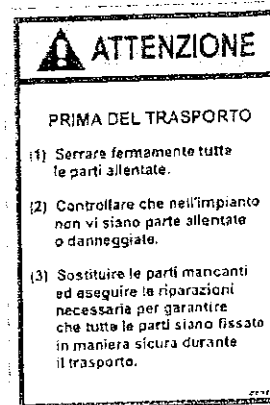 ATTENZIONE
PRIMA DEL TRASPORTO
(1) Serrare fermamente tutte
le parti allentate.
(2) Controllare che nell'impianto
non vi siano parte allentate
o danneggiate.
(3) Sostituire le parti mancanti
ed eseguire le riparazioni
necessaria per garantire
che tutte le parti siano fissate
in maniera sicura durante
il trasporto.